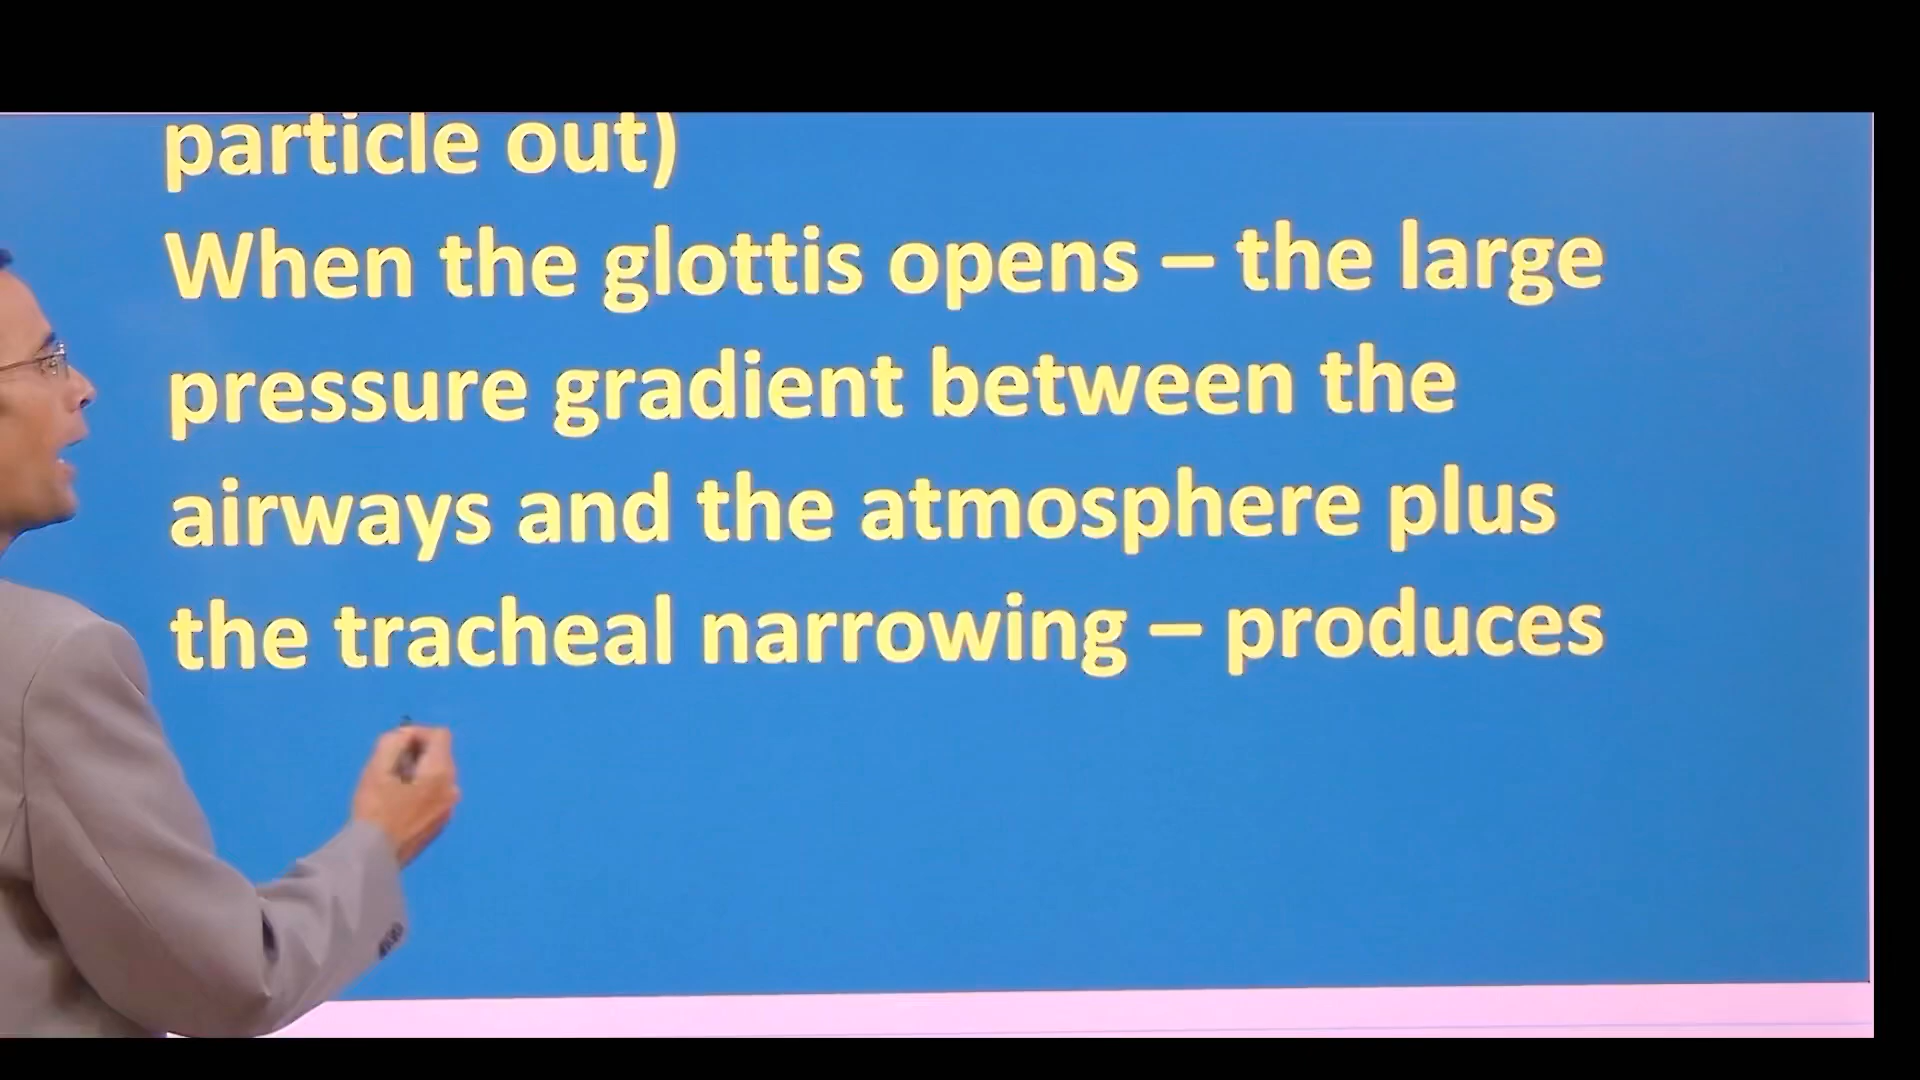 particle out)
When the glottis opens – the large
pressure gradient between the
airways and the atmosphere plus
the tracheal narrowing – produces